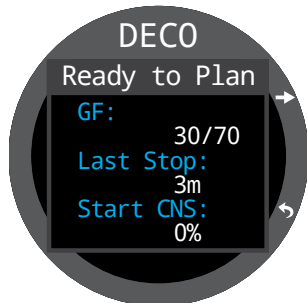 DECO
Ready to Plan
GF:
30/70
Last Stop:
3m
Start CNS:
0%